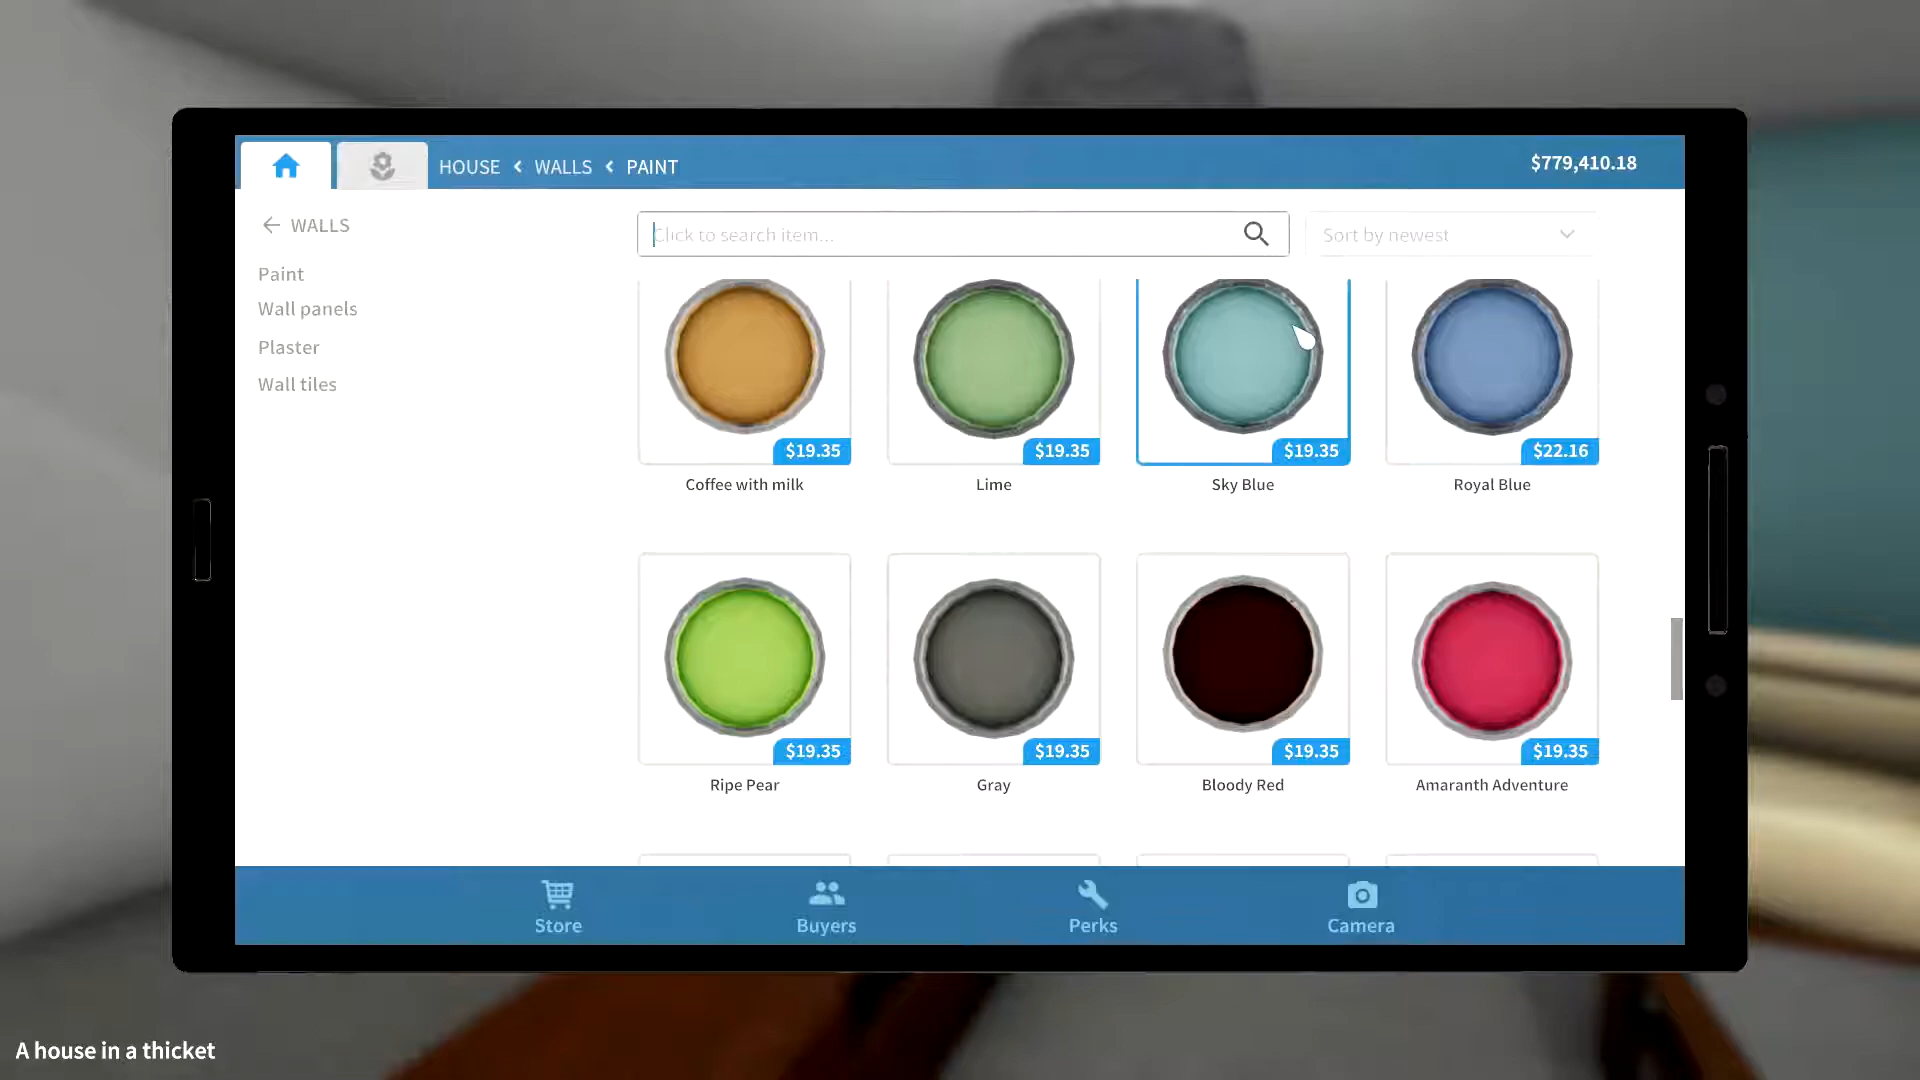 HOUSE < WALLS < PAINT
$779,410.18
WALLS
Click to search item...
Sort by newest
Paint
Wall panels
Plaster
Wall tiles
$19.35
$19.35
$19.35
$22.16
Coffee with milk
Lime
Sky Blue
Royal Blue
$19.35
$19.35
$19.35
$19.35
Ripe Pear
Gray
Bloody Red
Amaranth Adventure
Store
Buyers
Perks
Camera
A house in a thicket